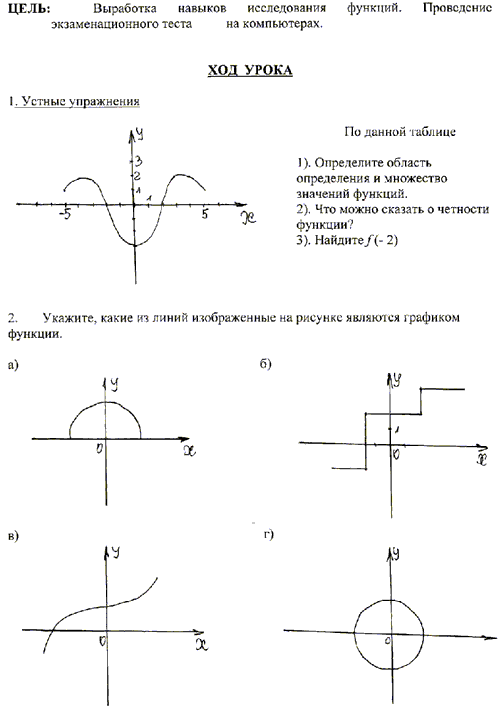 ЦЕЛЬ: Выработка навыков исследования функций. Проведение
экзаменационного теста на компьютерах.
ХОД УРОКА
1. Устные упражнения
По данной таблице
1). Определите область
определения и множество
значений функций.
2). Что можно сказать о четности
функции?
3). Найдите f (- 2)
y
3
2
1
1
-5
5
x
2. Укажите, какие из линий изображенные на рисунке являются графиком
функции.
а)
y
0
x
б)
y
1
0
x
в)
y
0
x
г)
y
0